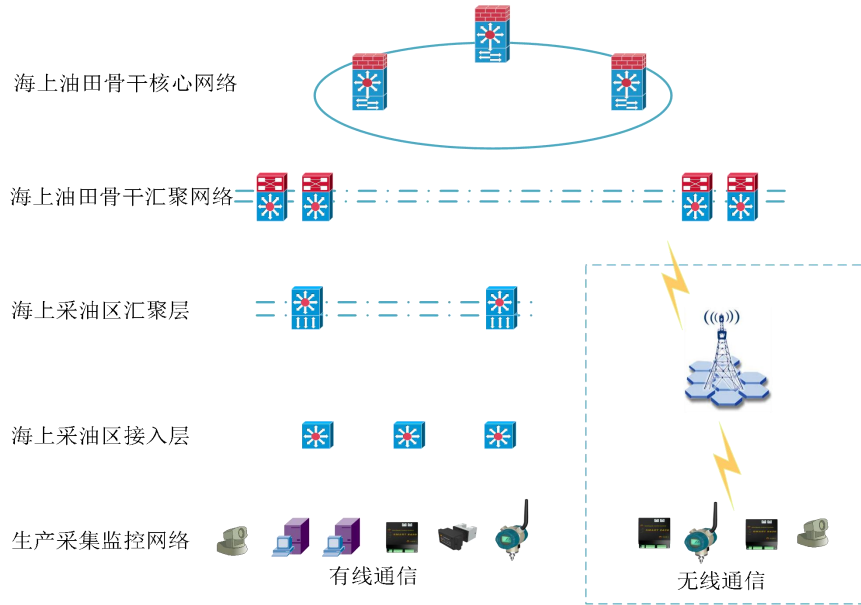 海上油田骨干核心网络
海上油田骨干汇聚网络
海上采油区汇聚层
海上采油区接入层
生产采集监控网络
有线通信
无线通信